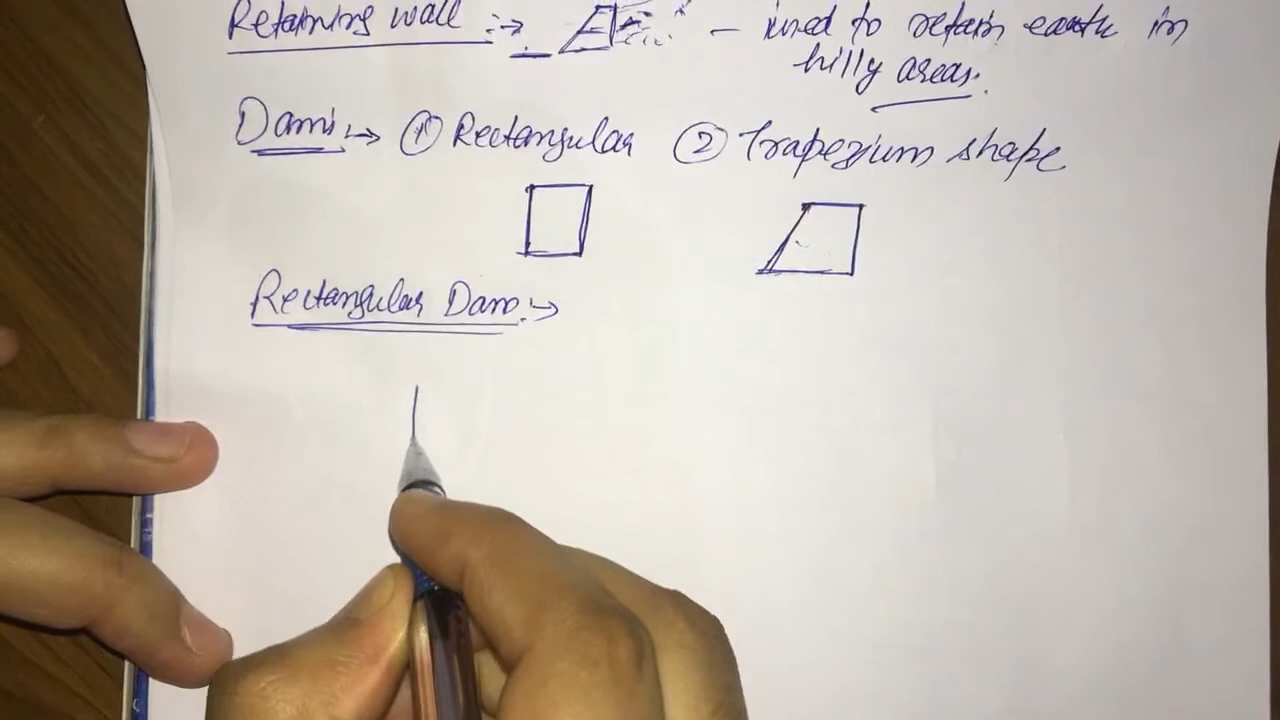 Retaining wall :→ — used to retain earth in
hilly areas.
Dams :→ ① Rectangular ② Trapezium shape
Rectangular Dam :→